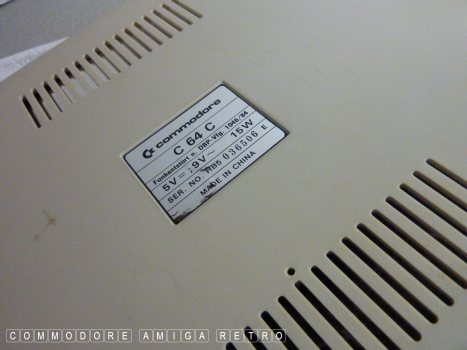 commodore
C 64 C
Funkentstört n. DBP-Vfg. 1046/84
5V⎓ ; 9V~ 15W
SER. NO. HB5 036506 E
MADE IN CHINA
COMMODORE AMIGA RETRO